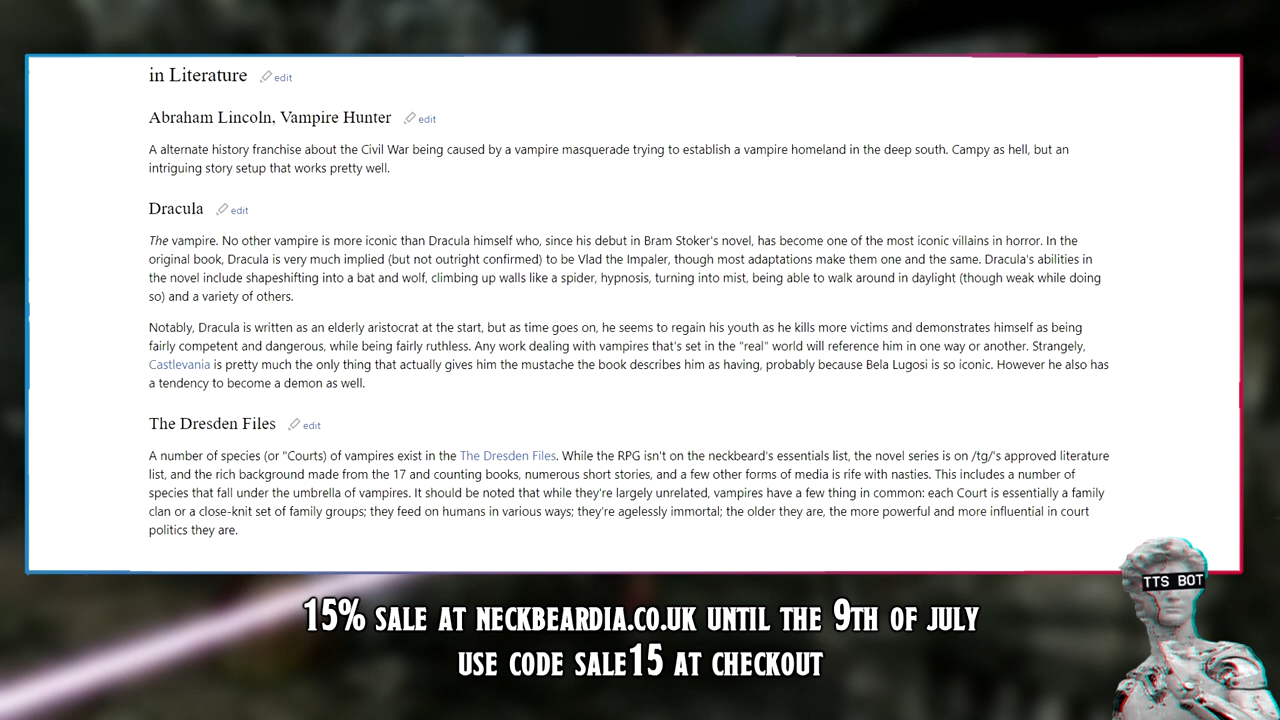 in Literature edit
Abraham Lincoln, Vampire Hunter edit
A alternate history franchise about the Civil War being caused by a vampire masquerade trying to establish a vampire homeland in the deep south. Campy as hell, but an
intriguing story setup that works pretty well.
Dracula edit
The vampire. No other vampire is more iconic than Dracula himself who, since his debut in Bram Stoker's novel, has become one of the most iconic villains in horror. In the
original book, Dracula is very much implied (but not outright confirmed) to be Vlad the Impaler, though most adaptations make them one and the same. Dracula's abilities in
the novel include shapeshifting into a bat and wolf, climbing up walls like a spider, hypnosis, turning into mist, being able to walk around in daylight (though weak while doing
so) and a variety of others.
Notably, Dracula is written as an elderly aristocrat at the start, but as time goes on, he seems to regain his youth as he kills more victims and demonstrates himself as being
fairly competent and dangerous, while being fairly ruthless. Any work dealing with vampires that's set in the "real" world will reference him in one way or another. Strangely,
Castlevania is pretty much the only thing that actually gives him the mustache the book describes him as having, probably because Bela Lugosi is so iconic. However he also has
a tendency to become a demon as well.
The Dresden Files edit
A number of species (or "Courts) of vampires exist in the The Dresden Files. While the RPG isn't on the neckbeard's essentials list, the novel series is on /tg/'s approved literature
list, and the rich background made from the 17 and counting books, numerous short stories, and a few other forms of media is rife with nasties. This includes a number of
species that fall under the umbrella of vampires. It should be noted that while they're largely unrelated, vampires have a few thing in common: each Court is essentially a family
clan or a close-knit set of family groups; they feed on humans in various ways; they're agelessly immortal; the older they are, the more powerful and more influential in court
politics they are.
TTS BOT
15% SALE AT NECKBEARDIA.CO.UK UNTIL THE 9TH OF JULY
USE CODE SALE15 AT CHECKOUT